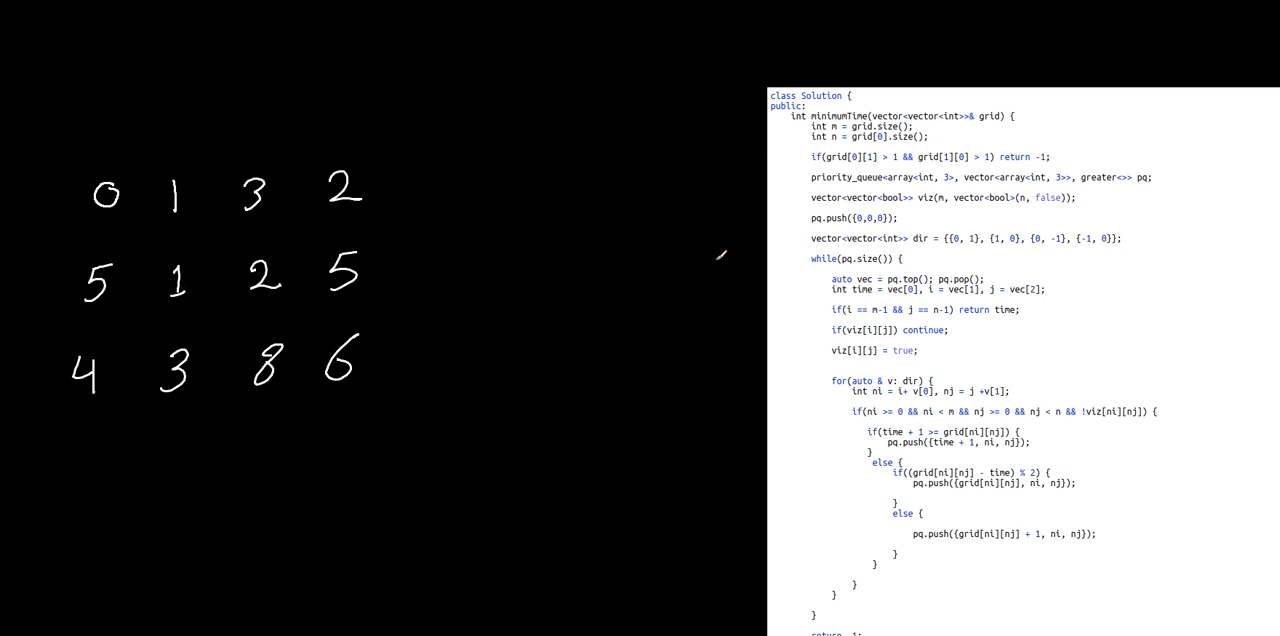 0 1 3 2
5 1 2 5
4 3 8 6
class Solution {
public:
int minimumTime(vector<vector<int>>& grid) {
int m = grid.size();
int n = grid[0].size();
if(grid[0][1] > 1 && grid[1][0] > 1) return -1;
priority_queue<array<int, 3>, vector<array<int, 3>>, greater<>> pq;
vector<vector<bool>> viz(m, vector<bool>(n, false));
pq.push({0,0,0});
vector<vector<int>> dir = {{0, 1}, {1, 0}, {0, -1}, {-1, 0}};
while(pq.size()) {
auto vec = pq.top(); pq.pop();
int time = vec[0], i = vec[1], j = vec[2];
if(i == m-1 && j == n-1) return time;
if(viz[i][j]) continue;
viz[i][j] = true;
for(auto & v: dir) {
int ni = i+ v[0], nj = j +v[1];
if(ni >= 0 && ni < m && nj >= 0 && nj < n && !viz[ni][nj]) {
if(time + 1 >= grid[ni][nj]) {
pq.push({time + 1, ni, nj});
}
else {
if((grid[ni][nj] - time) % 2) {
pq.push({grid[ni][nj], ni, nj});
}
else {
pq.push({grid[ni][nj] + 1, ni, nj});
}
}
}
}
}
return -1;